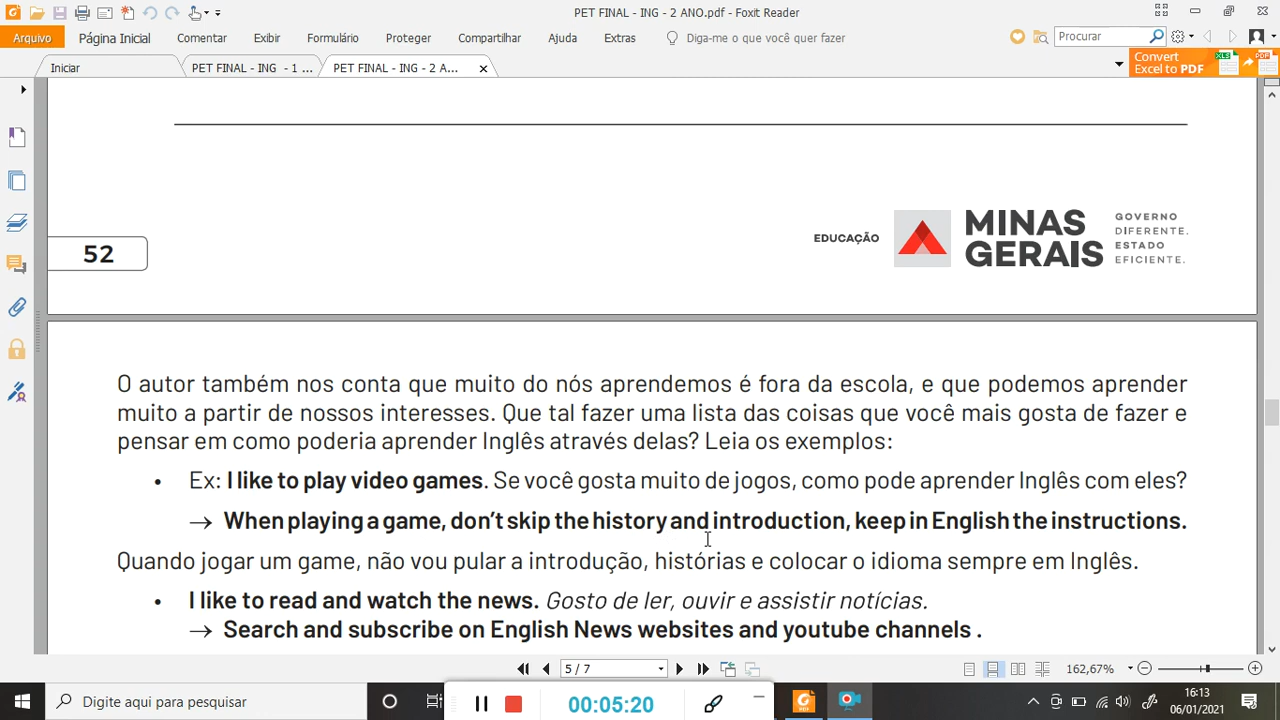 PET FINAL - ING - 2 ANO.pdf - Foxit Reader
Arquivo Página Inicial Comentar Exibir Formulário Proteger Compartilhar Ajuda Extras Diga-me o que você quer fazer Procurar
Iniciar PET FINAL - ING - 1 ... PET FINAL - ING - 2 A... Convert Excel to PDF
52
EDUCAÇÃO
MINAS GERAIS
GOVERNO
DIFERENTE.
ESTADO
EFICIENTE.
O autor também nos conta que muito do nós aprendemos é fora da escola, e que podemos aprender
muito a partir de nossos interesses. Que tal fazer uma lista das coisas que você mais gosta de fazer e
pensar em como poderia aprender Inglês através delas? Leia os exemplos:
• Ex: I like to play video games. Se você gosta muito de jogos, como pode aprender Inglês com eles?
→ When playing a game, don't skip the history and introduction, keep in English the instructions.
Quando jogar um game, não vou pular a introdução, histórias e colocar o idioma sempre em Inglês.
• I like to read and watch the news. Gosto de ler, ouvir e assistir notícias.
→ Search and subscribe on English News websites and youtube channels .
5 / 7 162,67%
Digite aqui para pesquisar 00:05:20 16:13
06/01/2021